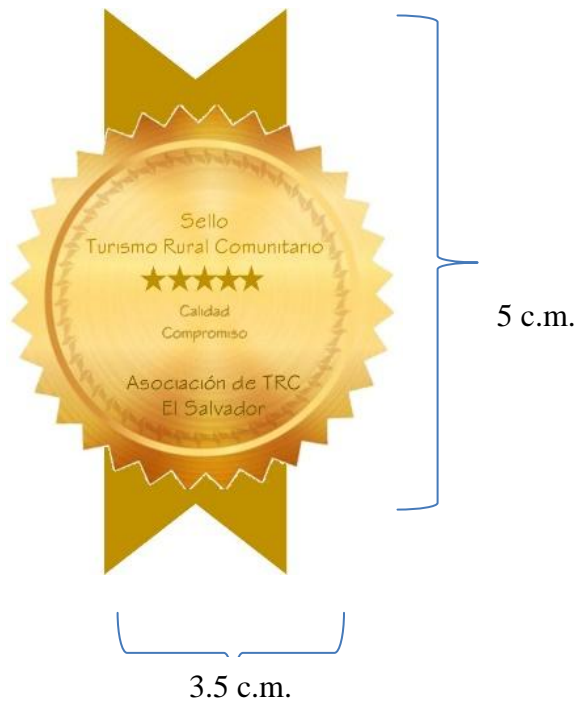 Sello
Turismo Rural Comunitario
Calidad
Compromiso
Asociación de TRC
El Salvador
5 c.m.
3.5 c.m.